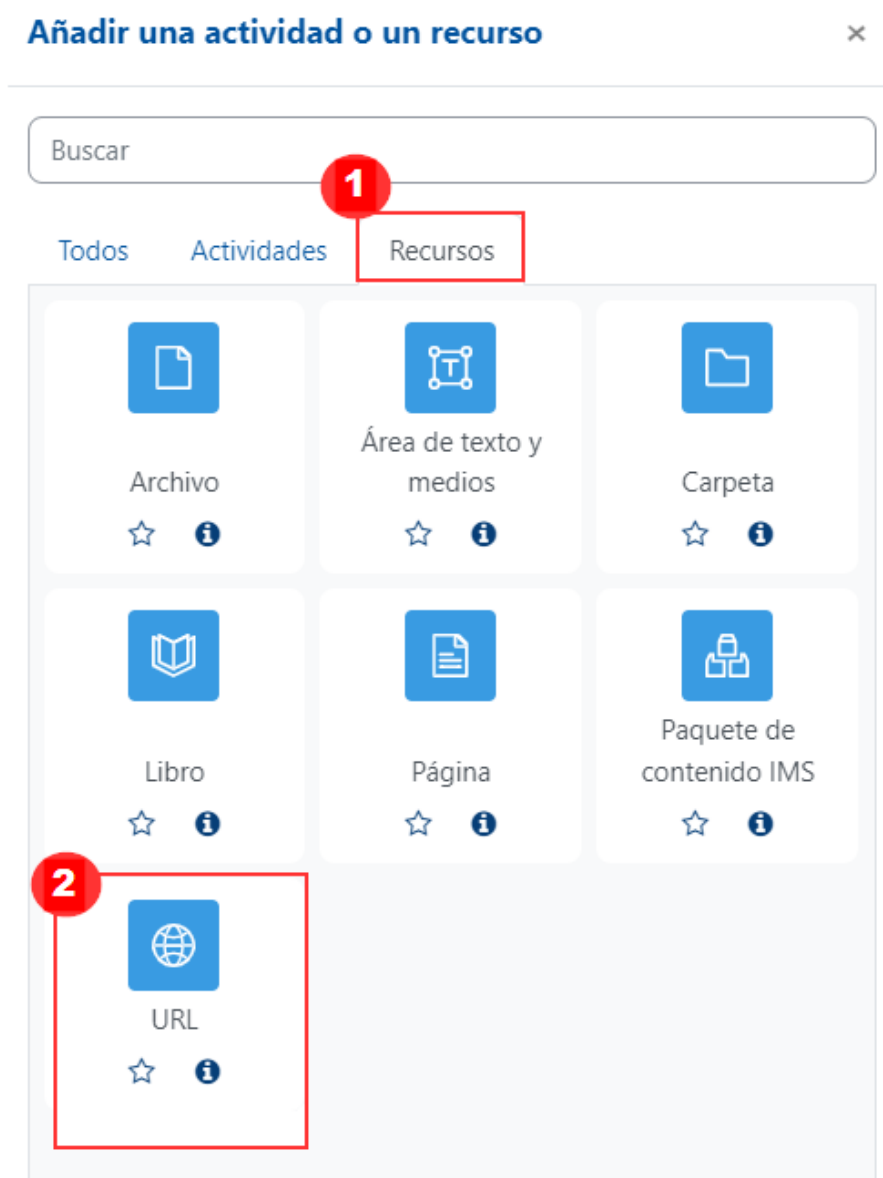 Añadir una actividad o un recurso ×
Buscar
1
Todos Actividades Recursos
Archivo
Área de texto y
medios
Carpeta
Libro
Página
Paquete de
contenido IMS
2
URL